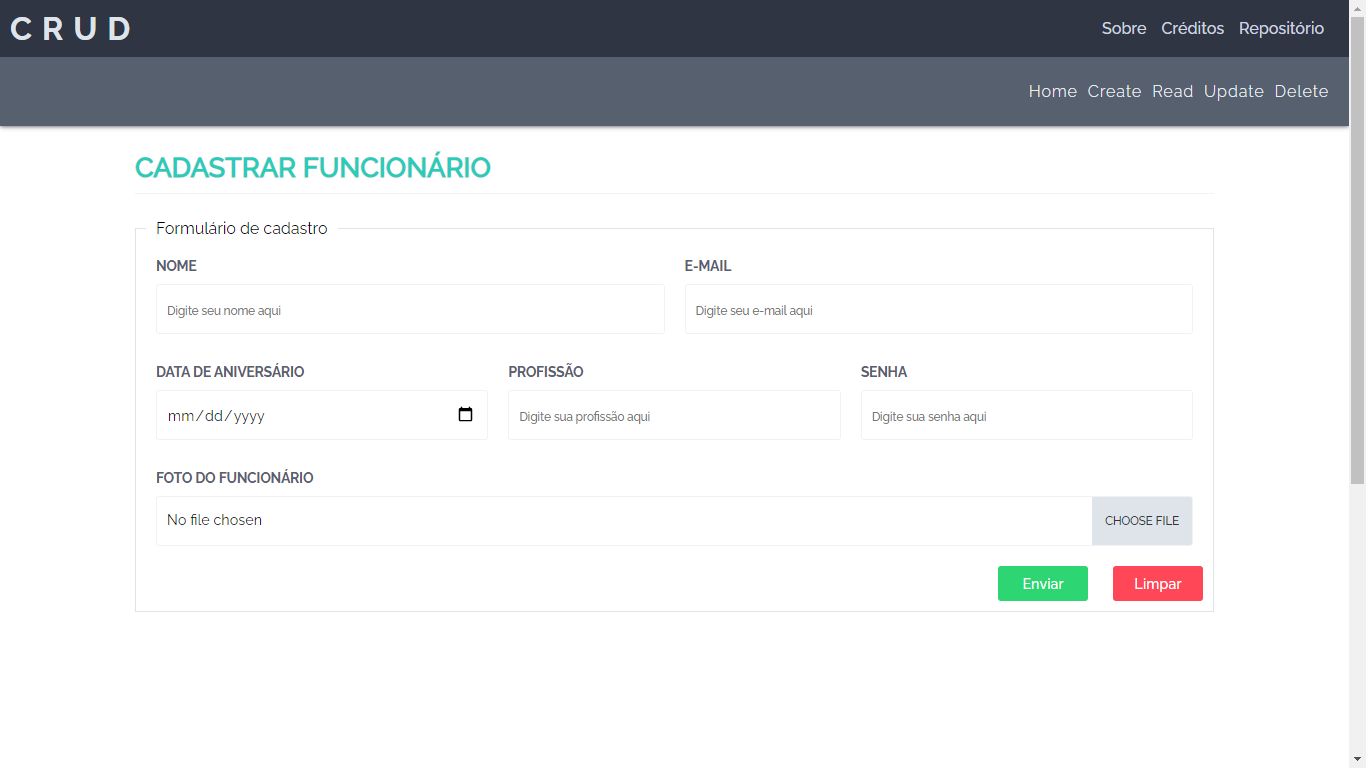 C R U D
Sobre Créditos Repositório
Home Create Read Update Delete
CADASTRAR FUNCIONÁRIO
Formulário de cadastro
NOME E-MAIL
Digite seu nome aqui Digite seu e-mail aqui
DATA DE ANIVERSÁRIO PROFISSÃO SENHA
mm/dd/yyyy Digite sua profissão aqui Digite sua senha aqui
FOTO DO FUNCIONÁRIO
No file chosen CHOOSE FILE
Enviar Limpar